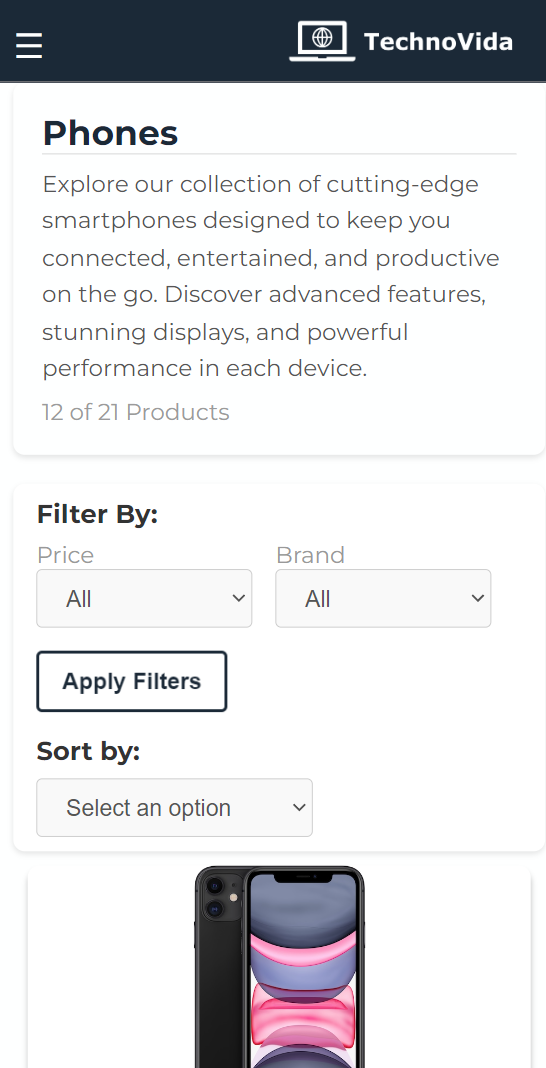 TechnoVida
Phones
Explore our collection of cutting-edge
smartphones designed to keep you
connected, entertained, and productive
on the go. Discover advanced features,
stunning displays, and powerful
performance in each device.
12 of 21 Products
Filter By:
Price Brand
All All
Apply Filters
Sort by:
Select an option